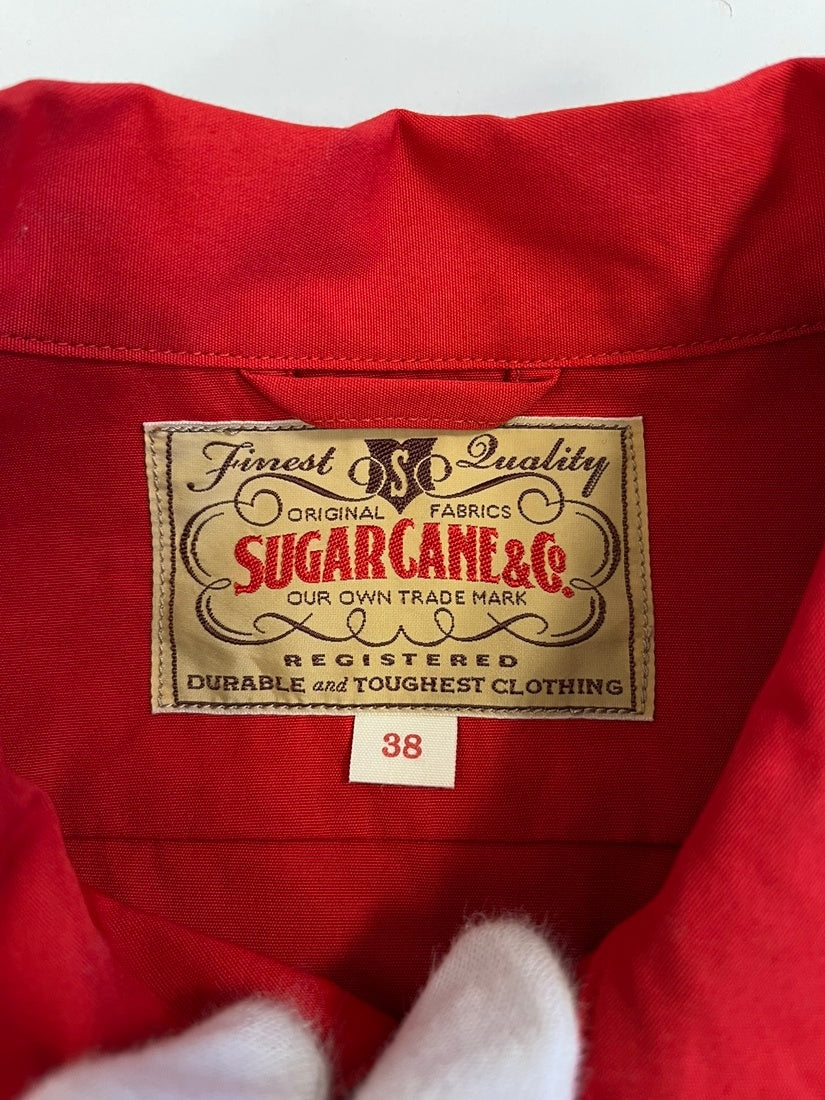 Finest S Quality
ORIGINAL FABRICS
SUGAR CANE & Co.
OUR OWN TRADE MARK
REGISTERED
DURABLE and TOUGHEST CLOTHING
38